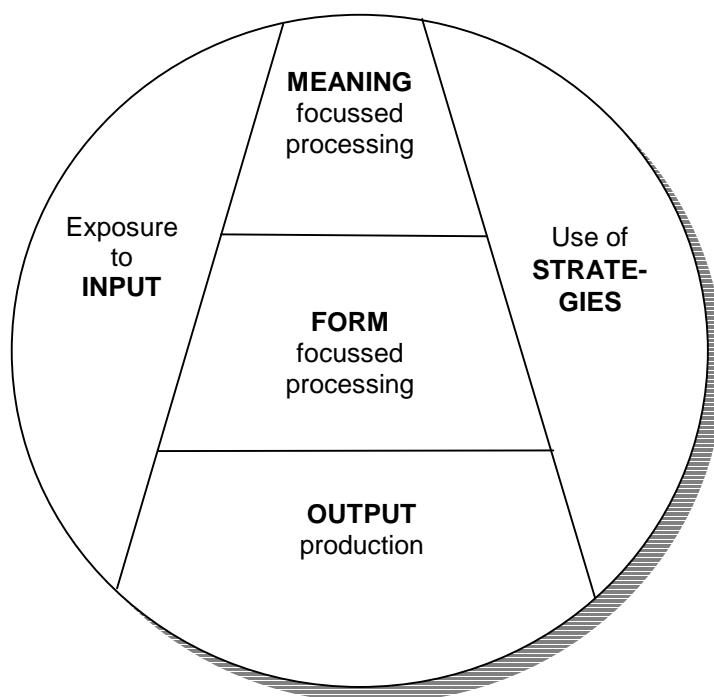 MEANING
focussed
processing
Exposure
to
INPUT
Use of
STRATE-
GIES
FORM
focussed
processing
OUTPUT
production